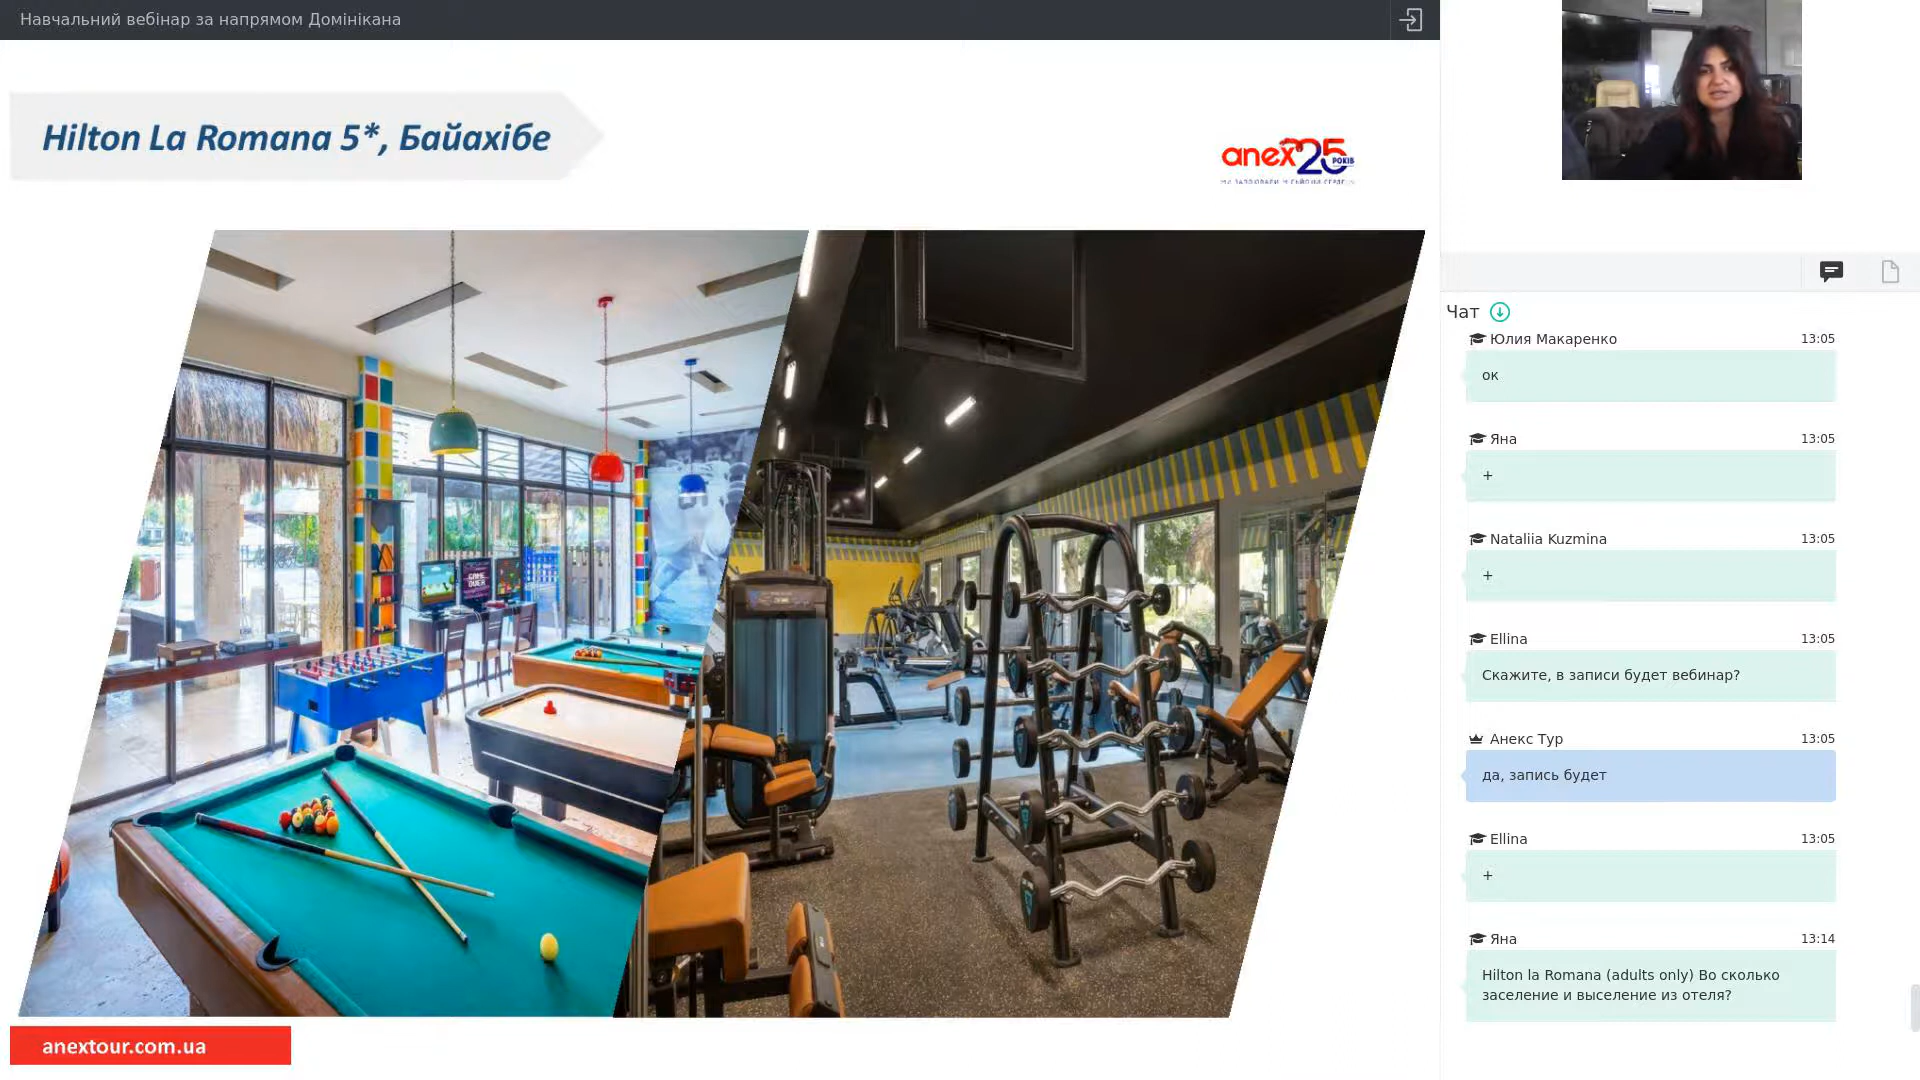 Навчальний вебінар за напрямом Домінікана
Hilton La Romana 5*, Байахібе
anex 25
РОКІВ
GAME
OVER
anextour.com.ua
Чат
Юлия Макаренко 13:05
ок
Яна 13:05
+
Nataliia Kuzmina 13:05
+
Ellina 13:05
Скажите, в записи будет вебинар?
Анекс Тур 13:05
да, запись будет
Ellina 13:05
+
Яна 13:14
Hilton la Romana (adults only) Во сколько
заселение и выселение из отеля?